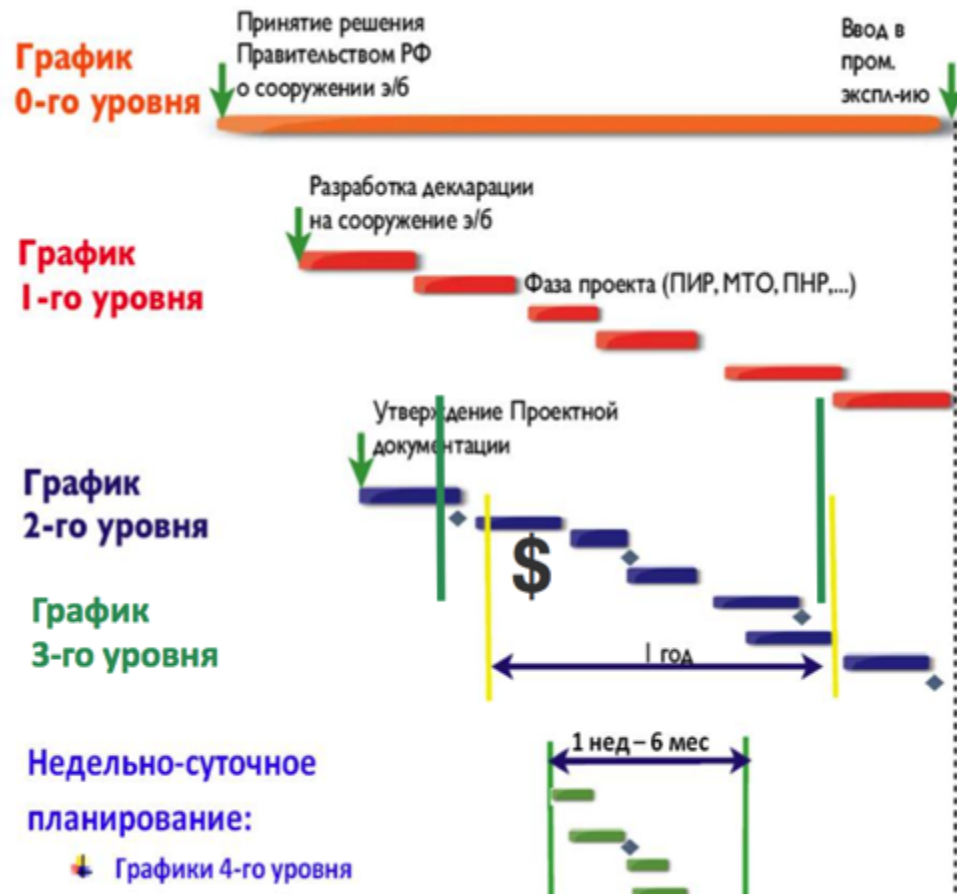 Принятие решения
Правительством РФ
о сооружении э/б
Ввод в
пром.
экспл-ию
График
0-го уровня
Разработка декларации
на сооружение э/б
График
1-го уровня
Фаза проекта (ПИР, МТО, ПНР,...)
Утверждение Проектной
документации
График
2-го уровня
$
График
3-го уровня
1 год
1 нед – 6 мес
Недельно-суточное
планирование:
Графики 4-го уровня